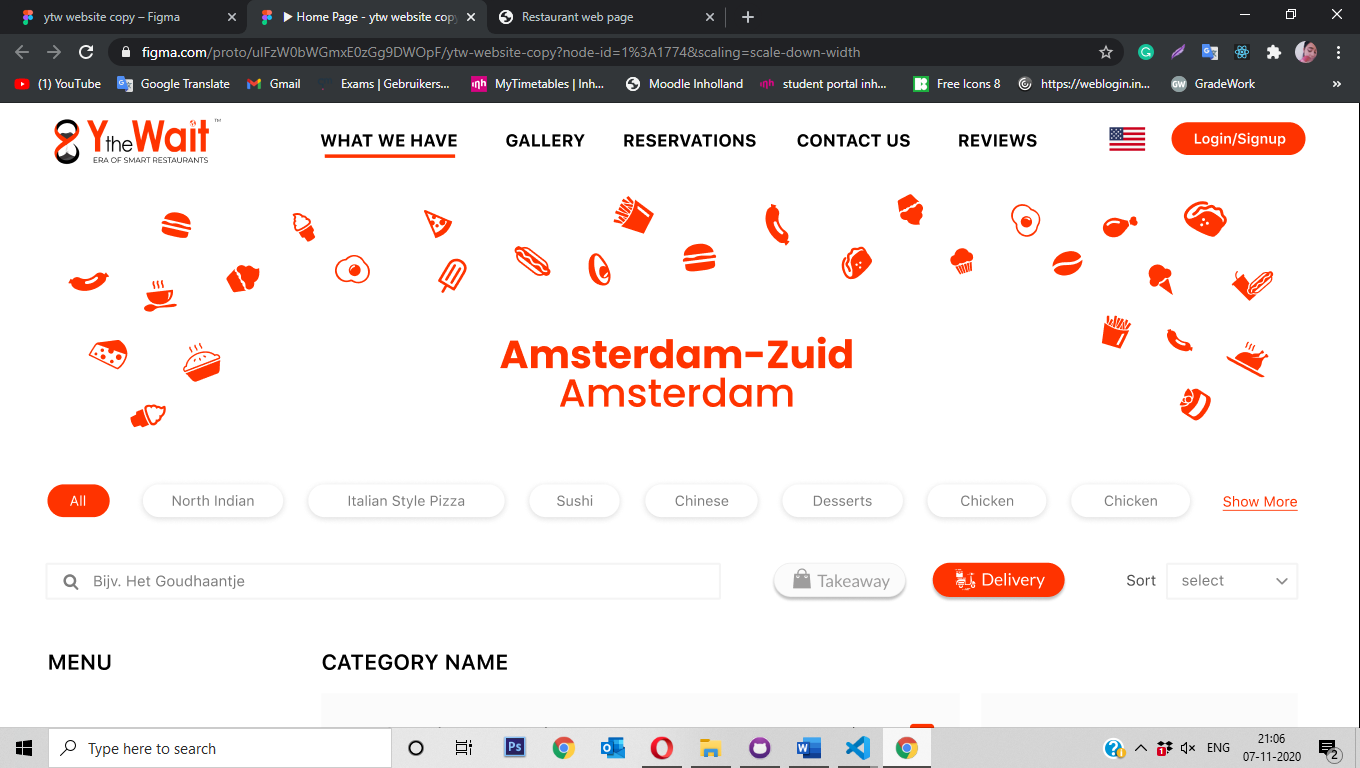 ytw website copy – Figma
▶ Home Page - ytw website copy
Restaurant web page
figma.com/proto/ulFzW0bWGmxE0zGg9DWOpF/ytw-website-copy?node-id=1%3A1774&scaling=scale-down-width
(1) YouTube
Google Translate
Gmail
Exams | Gebruikers...
MyTimetables | Inh...
Moodle Inholland
student portal inh...
Free Icons 8
https://weblogin.in...
GradeWork
»
YtheWait™
ERA OF SMART RESTAURANTS
WHAT WE HAVE
GALLERY
RESERVATIONS
CONTACT US
REVIEWS
Login/Signup
Amsterdam-Zuid
Amsterdam
All
North Indian
Italian Style Pizza
Sushi
Chinese
Desserts
Chicken
Chicken
Show More
Bijv. Het Goudhaantje
Takeaway
Delivery
Sort
select
MENU
CATEGORY NAME
Type here to search
Ps
ENG
21:06
07-11-2020
2